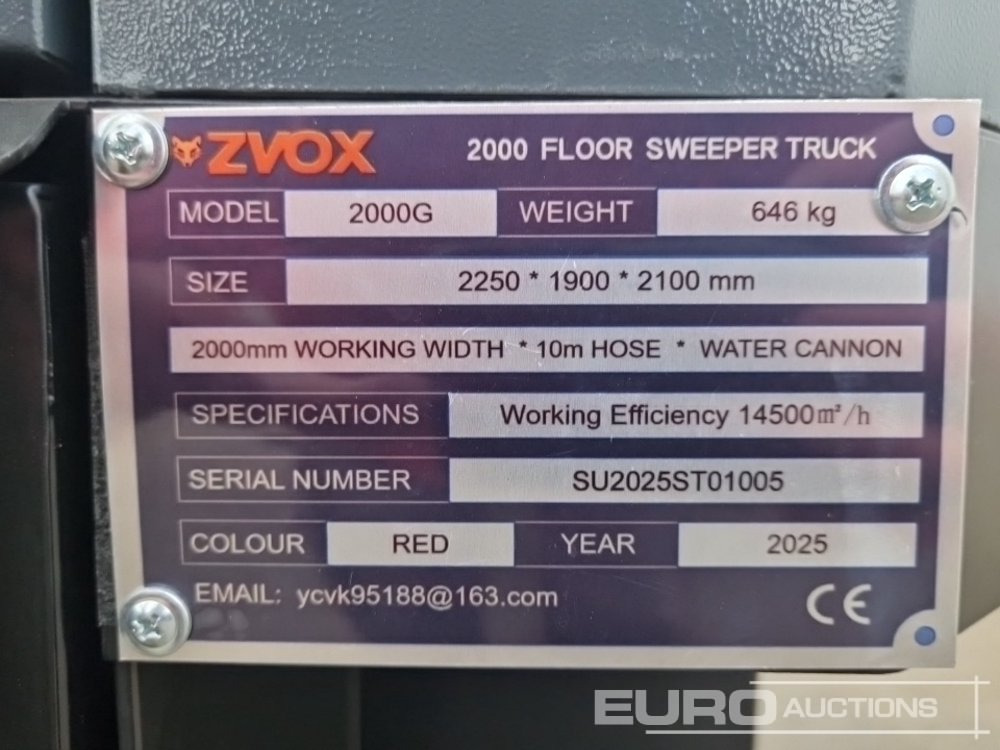 ZVOX 2000 FLOOR SWEEPER TRUCK
MODEL 2000G WEIGHT 646 kg
SIZE 2250 * 1900 * 2100 mm
2000mm WORKING WIDTH * 10m HOSE * WATER CANNON
SPECIFICATIONS Working Efficiency 14500㎡/h
SERIAL NUMBER SU2025ST01005
COLOUR RED YEAR 2025
EMAIL: ycvk95188@163.com CE
EURO AUCTIONS